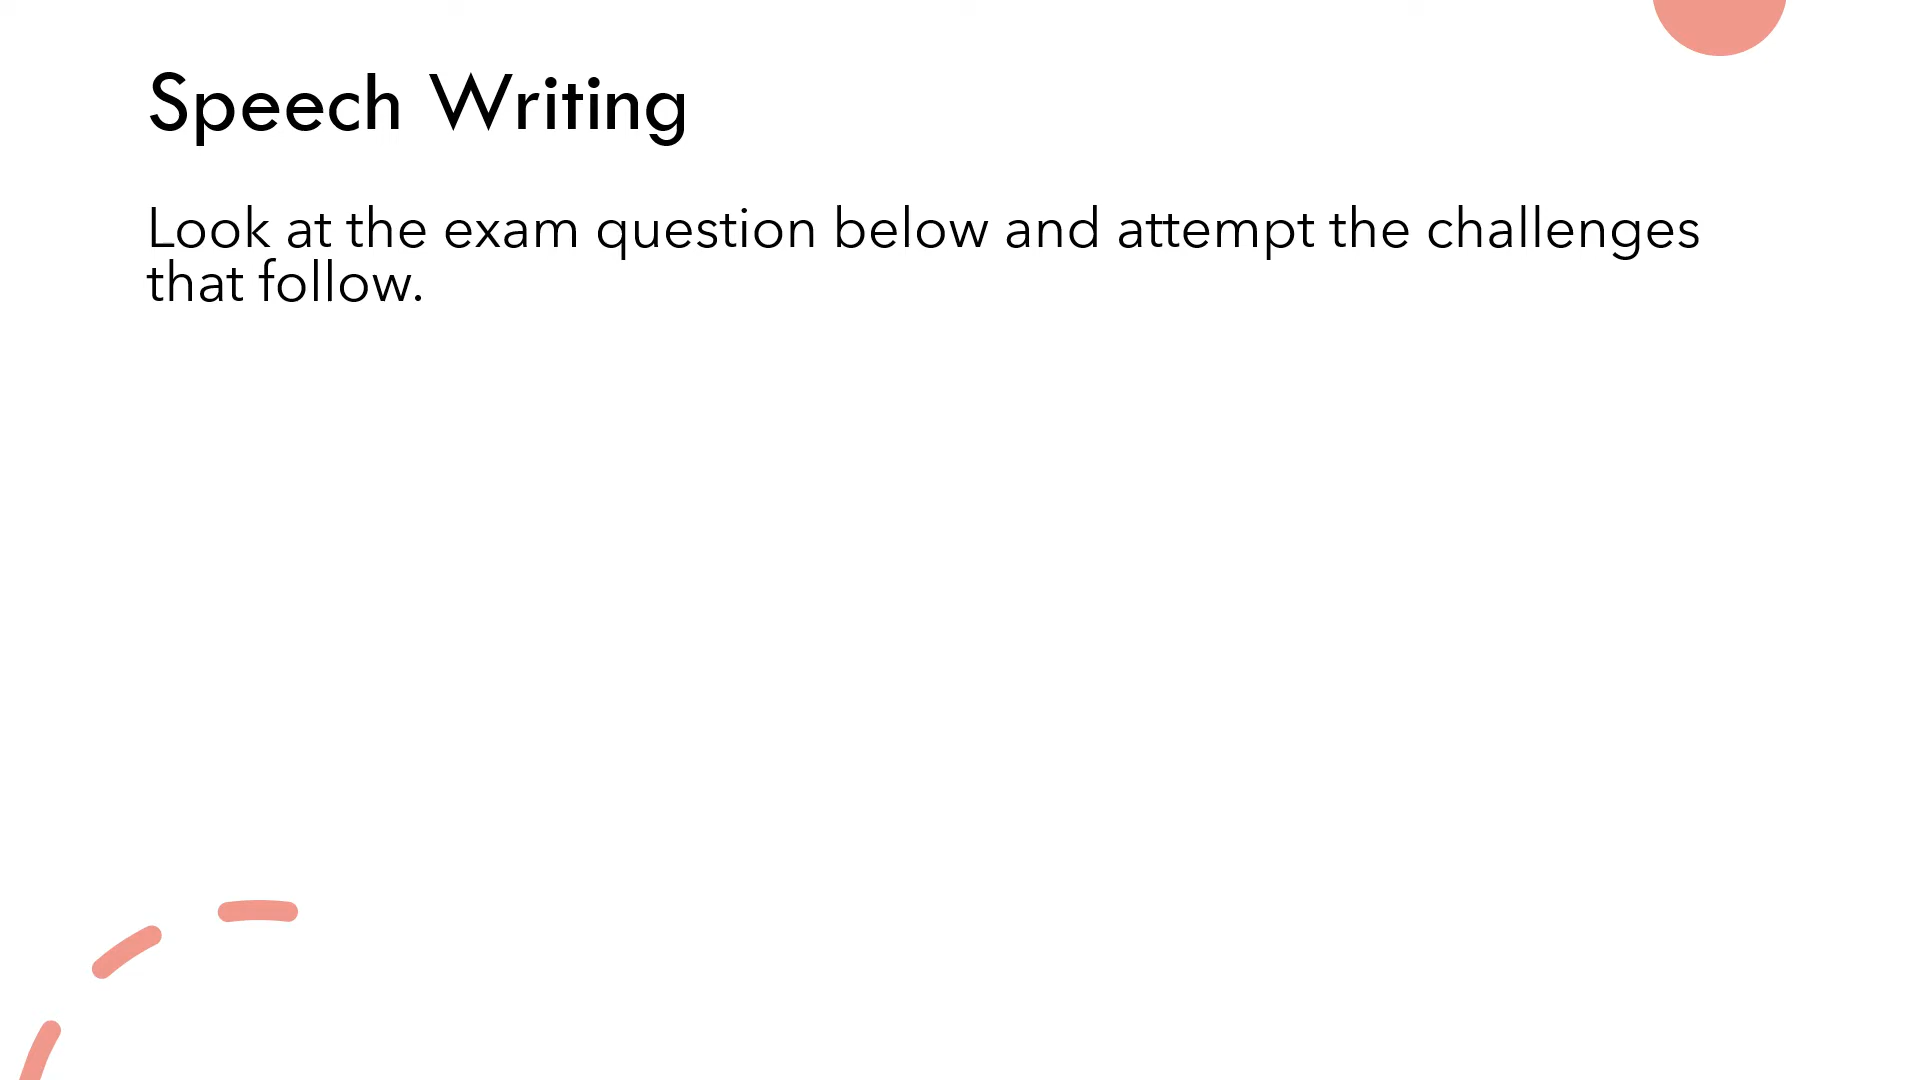 Speech Writing
Look at the exam question below and attempt the challenges
that follow.